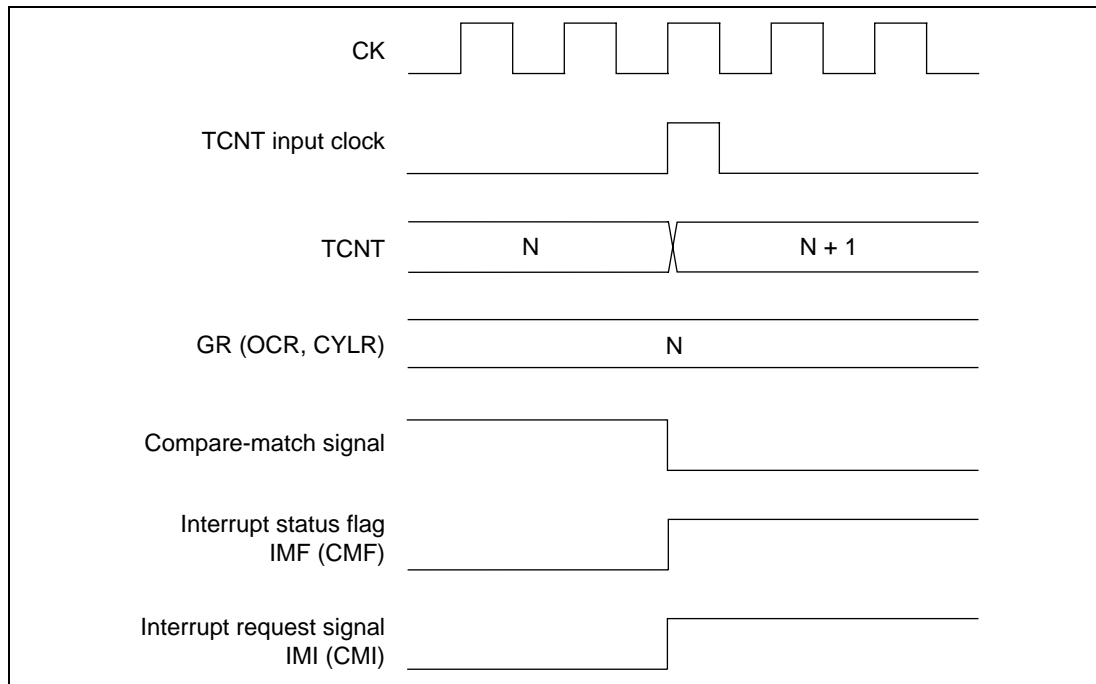 CK
TCNT input clock
TCNT
N
N + 1
GR (OCR, CYLR)
N
Compare-match signal
Interrupt status flag
IMF (CMF)
Interrupt request signal
IMI (CMI)